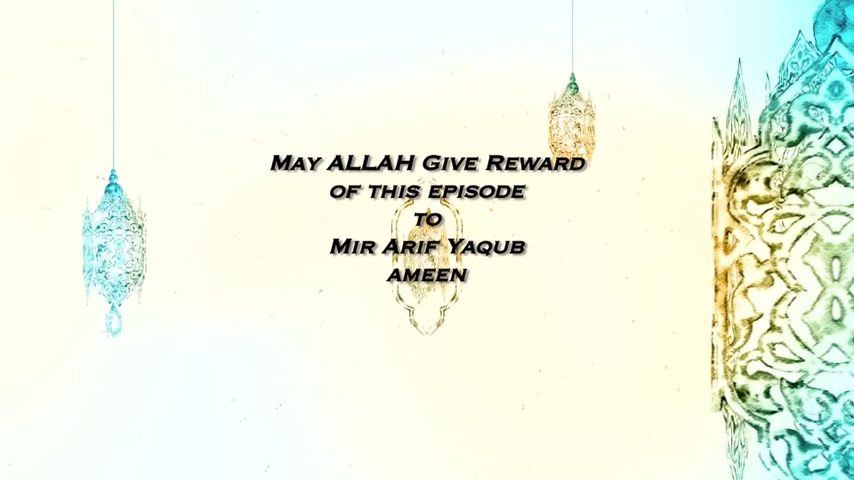 May ALLAH Give Reward
of this episode
to
Mir Arif Yaqub
ameen